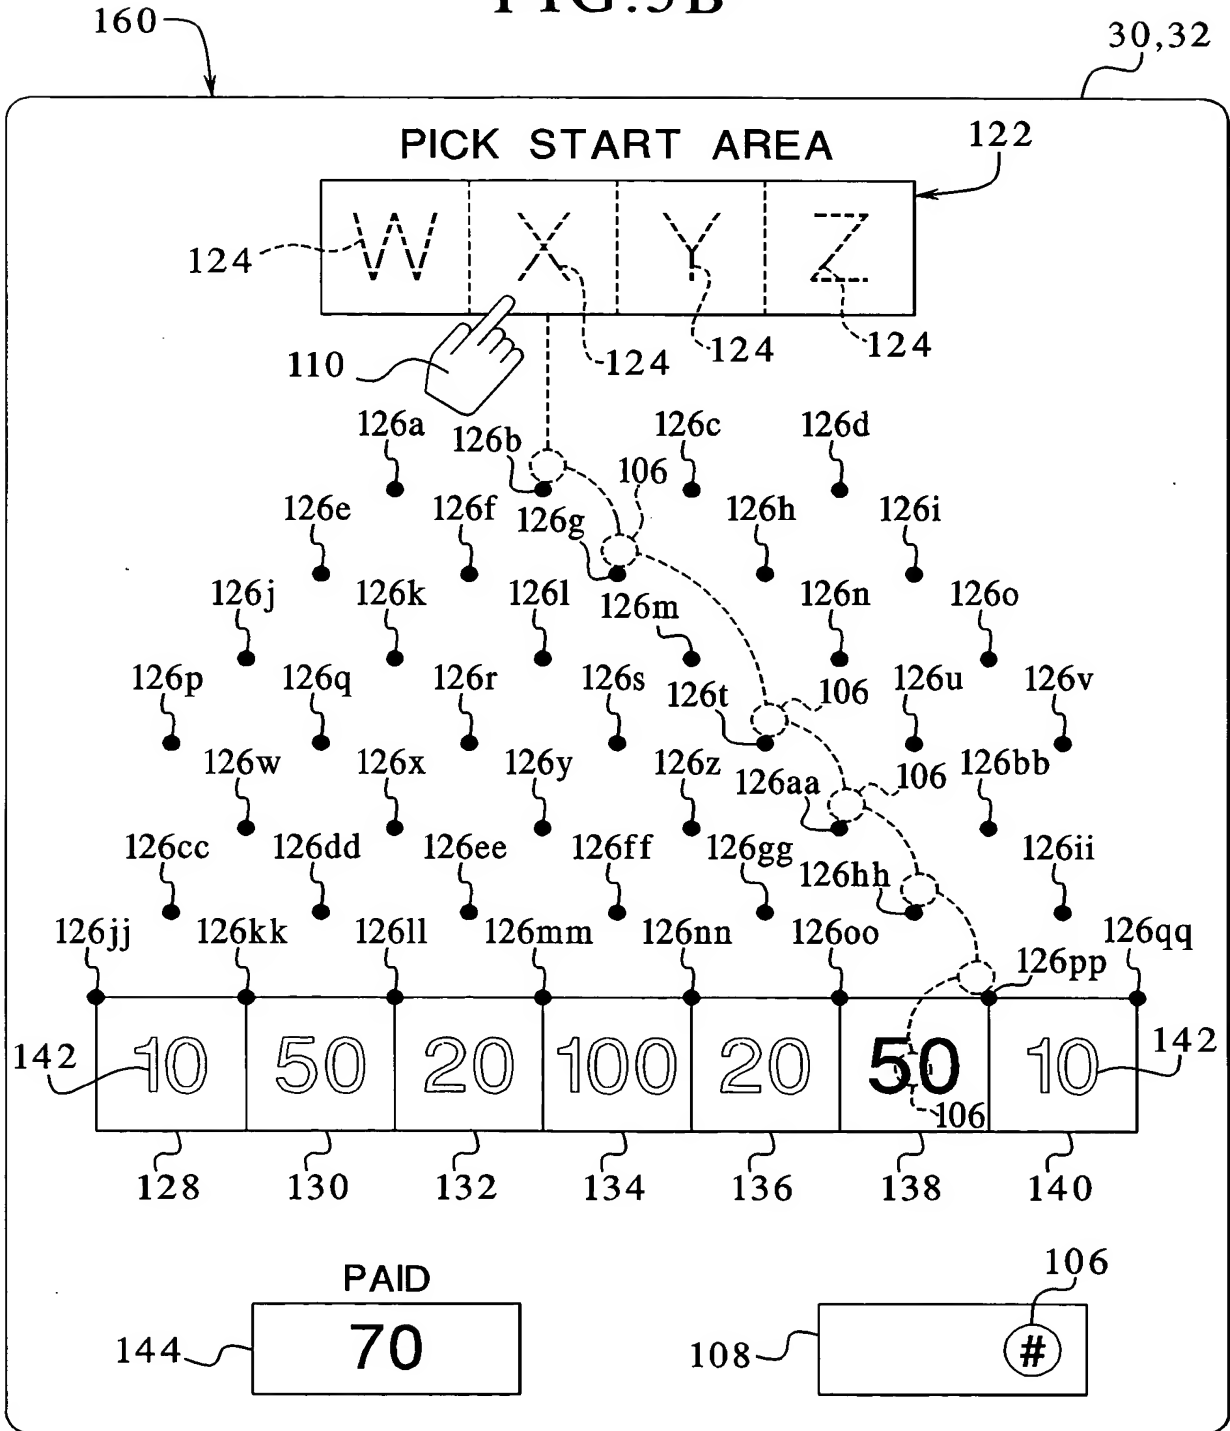 FIG.5B
160
30,32
PICK START AREA
122
W X Y Z
124
110
124
124
124
126a 126b 126c 126d
106
126e 126f 126g 126h 126i
126j 126k 126l 126m 126n 126o
126p 126q 126r 126s 126t 106 126u 126v
126w 126x 126y 126z 126aa 106 126bb
126cc 126dd 126ee 126ff 126gg 126hh 126ii
126jj 126kk 126ll 126mm 126nn 126oo 126pp 126qq
142 10 50 20 100 20 50 10 142
106
128 130 132 134 136 138 140
PAID
106
144 70
108 #